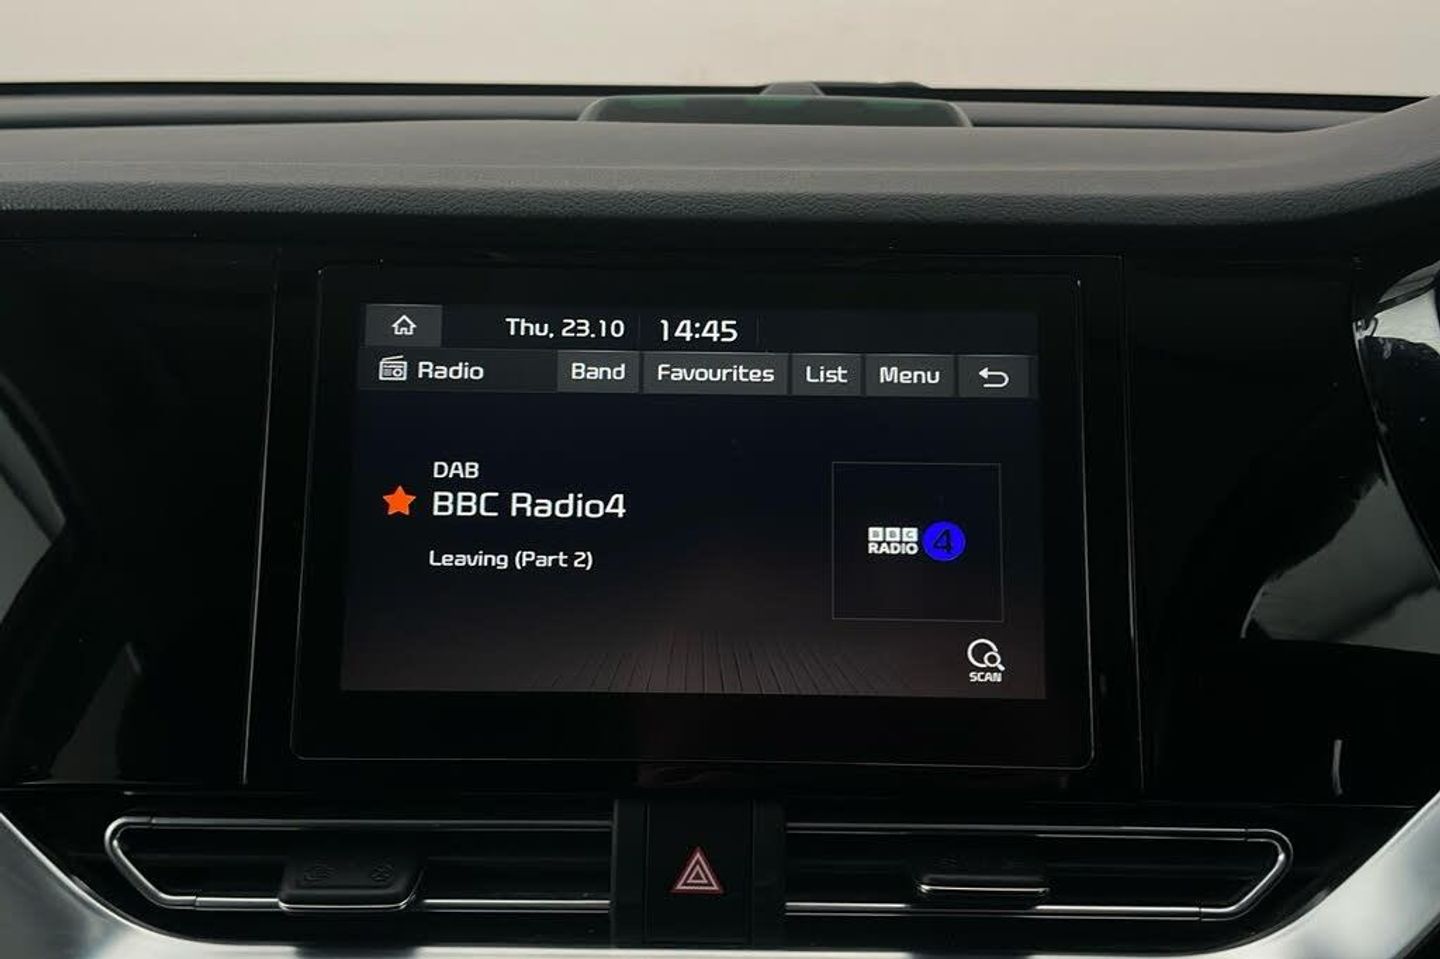 Thu, 23.10 14:45
Radio Band Favourites List Menu
DAB
BBC Radio4
Leaving (Part 2)
BBC
RADIO 4
SCAN